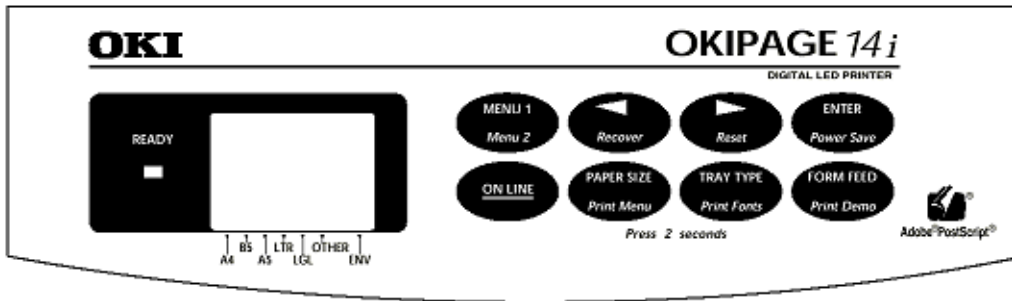 OKI
OKIPAGE 14i
DIGITAL LED PRINTER
READY
MENU 1
Menu 2
Recover
Reset
ENTER
Power Save
ON LINE
PAPER SIZE
Print Menu
TRAY TYPE
Print Fonts
FORM FEED
Print Demo
Press 2 seconds
A4 B5 A5 LTR LGL OTHER ENV
Adobe®PostScript®